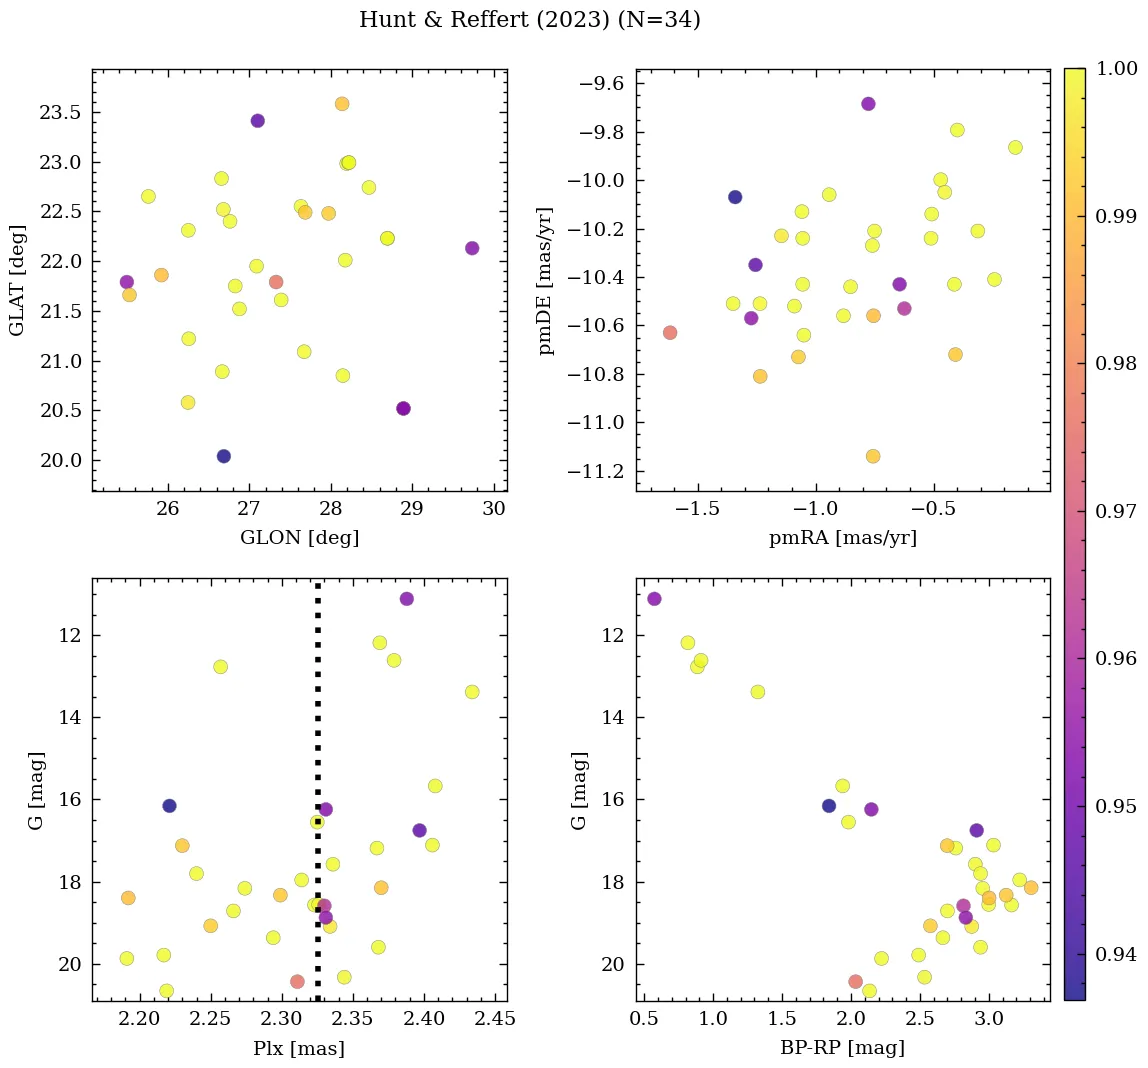 Hunt & Reffert (2023) (N=34)
23.5
23.0
22.5
22.0
21.5
21.0
20.5
20.0
GLAT [deg]
26 27 28 29 30
GLON [deg]
−9.6
−9.8
−10.0
−10.2
−10.4
−10.6
−10.8
−11.0
−11.2
pmDE [mas/yr]
−1.5 −1.0 −0.5
pmRA [mas/yr]
12
14
16
18
20
G [mag]
2.20 2.25 2.30 2.35 2.40 2.45
Plx [mas]
12
14
16
18
20
G [mag]
0.5 1.0 1.5 2.0 2.5 3.0
BP-RP [mag]
1.00
0.99
0.98
0.97
0.96
0.95
0.94